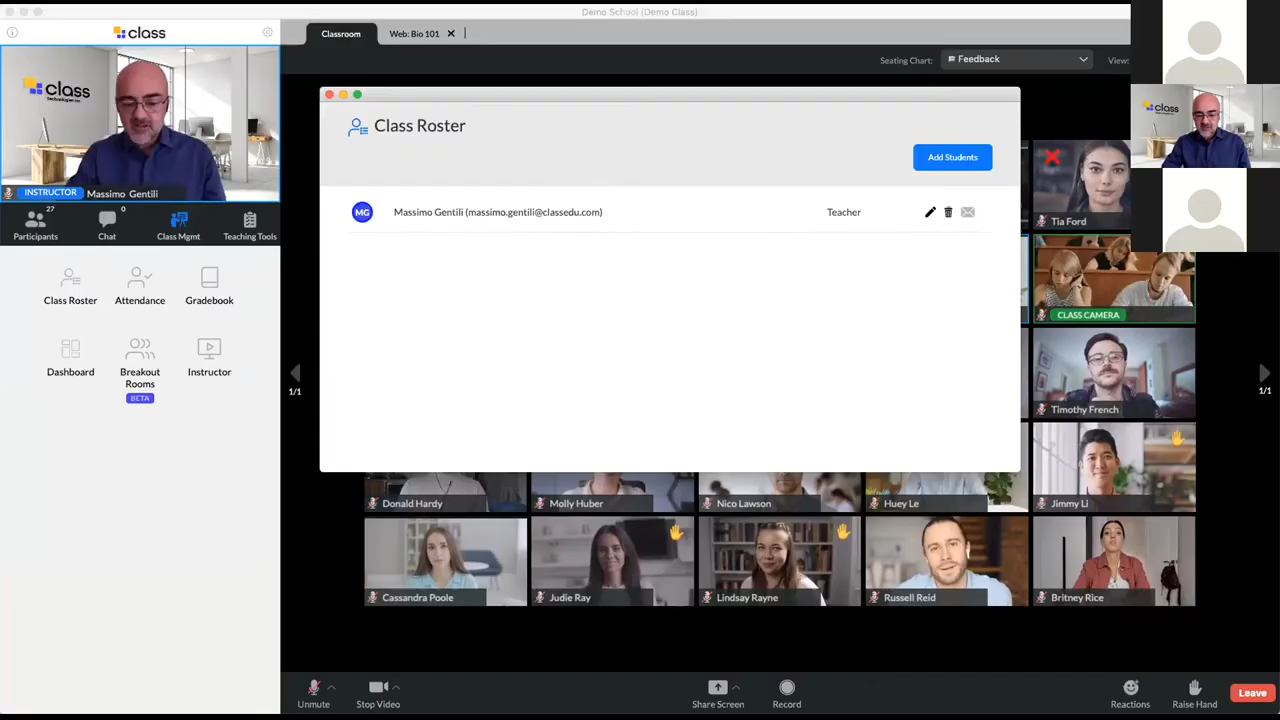 Demo School (Demo Class)
class
Classroom
Web: Bio 101
Seating Chart:
Feedback
View:
class
Technologies Inc.
INSTRUCTOR
Massimo Gentili
27
0
Participants
Chat
Class Mgmt
Teaching Tools
Class Roster
Attendance
Gradebook
Dashboard
Breakout
Rooms
BETA
Instructor
Class Roster
Add Students
MG
Massimo Gentili (massimo.gentili@classedu.com)
Teacher
class
Tia Ford
CLASS CAMERA
Timothy French
1/1
1/1
Donald Hardy
Molly Huber
Nico Lawson
Huey Le
Jimmy Li
Cassandra Poole
Judie Ray
Lindsay Rayne
Russell Reid
Britney Rice
Unmute
Stop Video
Share Screen
Record
Reactions
Raise Hand
Leave